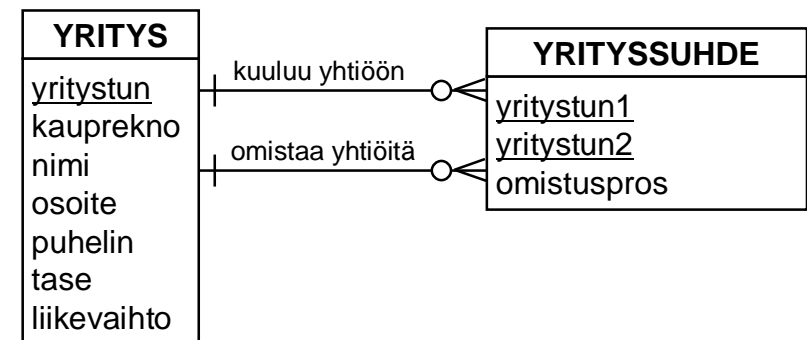 YRITYS
yritystun
kauprekno
nimi
osoite
puhelin
tase
liikevaihto
kuuluu yhtiöön
omistaa yhtiöitä
YRITYSSUHDE
yritystun1
yritystun2
omistuspros